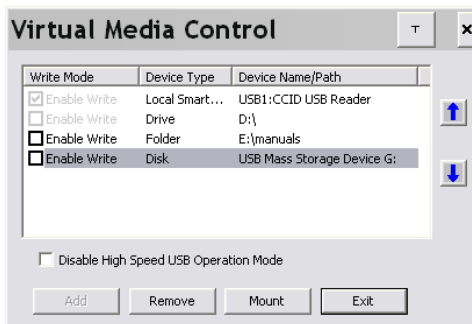 Virtual Media Control T x
Write Mode Device Type Device Name/Path
Enable Write Local Smart... USB1:CCID USB Reader
Enable Write Drive D:\
Enable Write Folder E:\manuals
Enable Write Disk USB Mass Storage Device G:
Disable High Speed USB Operation Mode
Add Remove Mount Exit